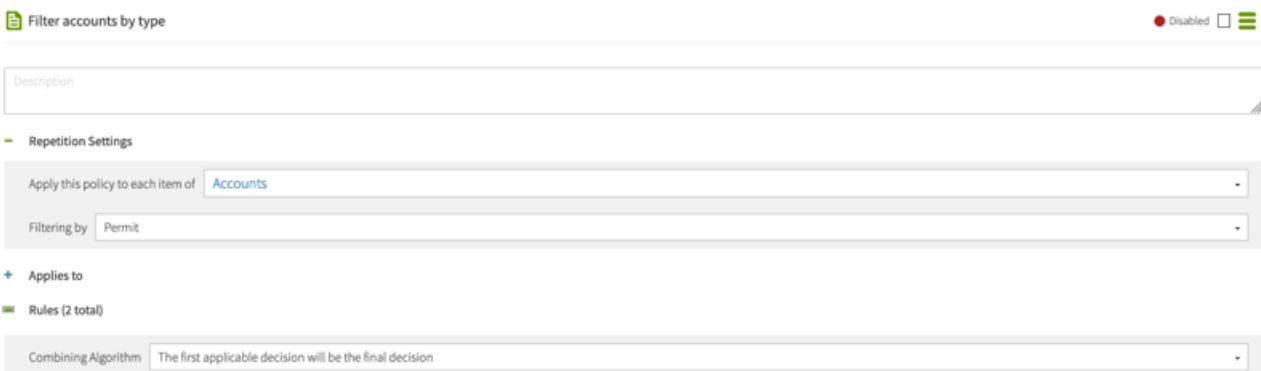 Filter accounts by type
Disabled
Description
Repetition Settings
Apply this policy to each item of Accounts
Filtering by Permit
Applies to
Rules (2 total)
Combining Algorithm The first applicable decision will be the final decision